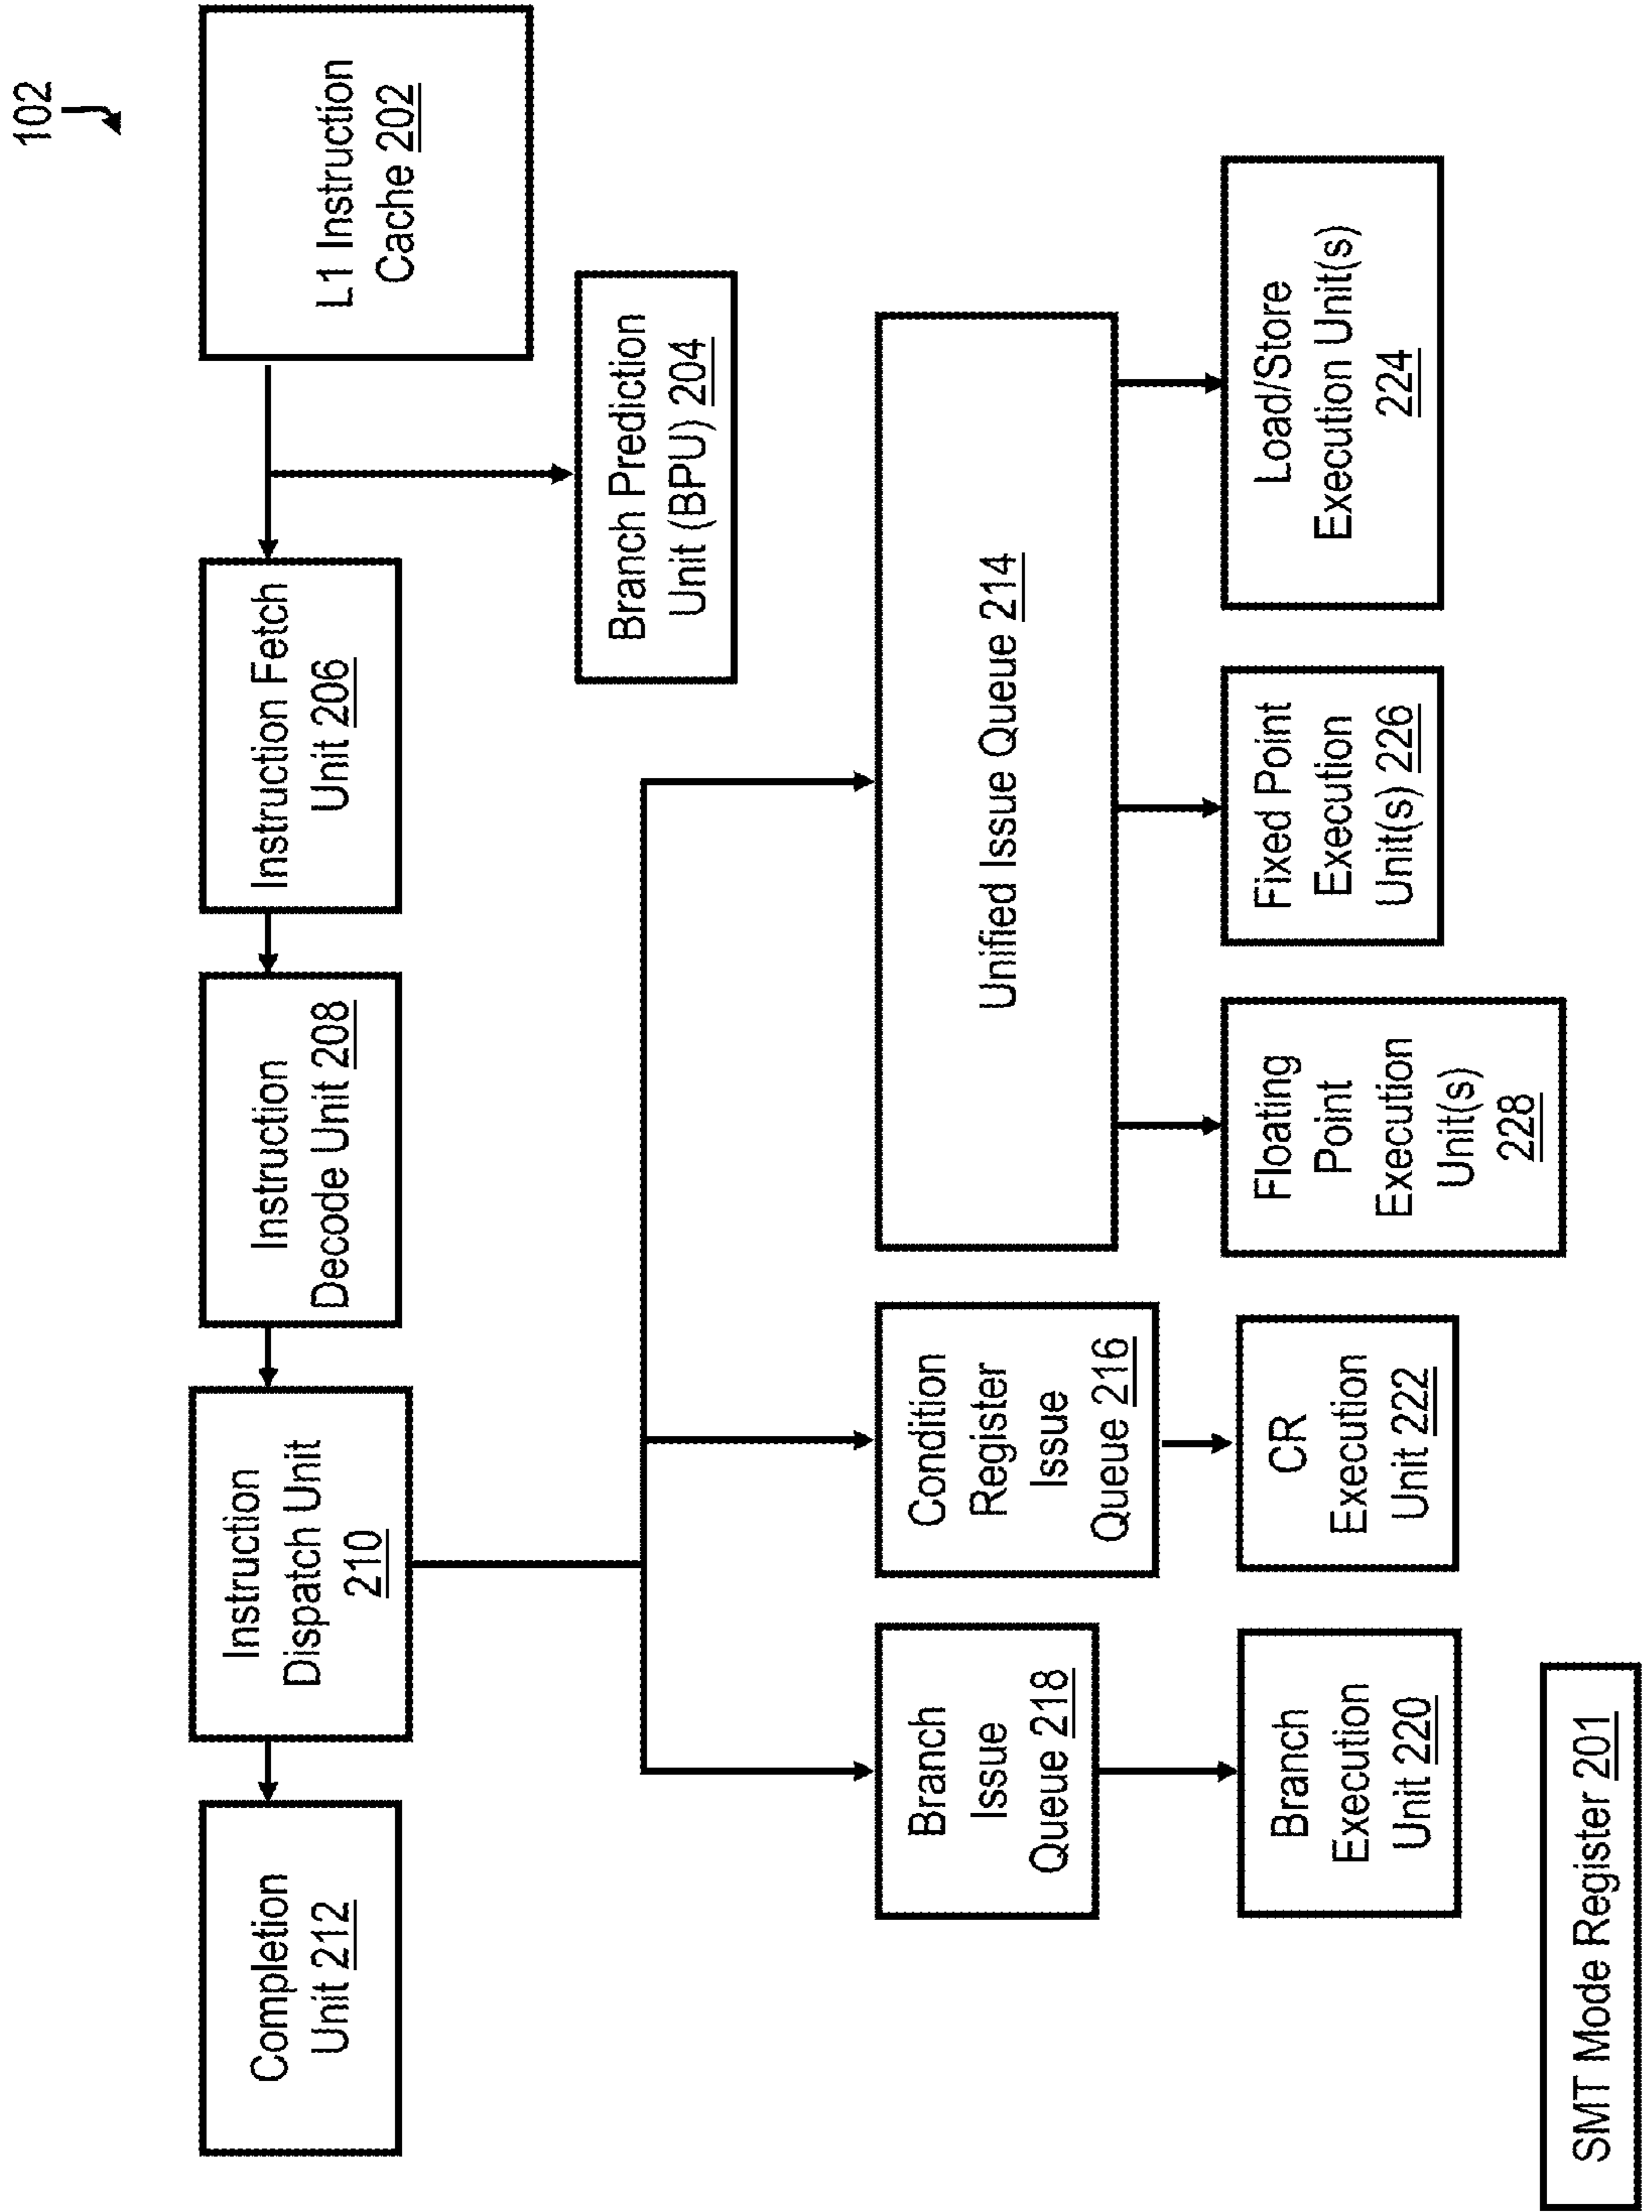 102
L1 Instruction
Cache 202
Branch Prediction
Unit (BPU) 204
Instruction Fetch
Unit 206
Instruction
Decode Unit 208
Instruction
Dispatch Unit
210
Completion
Unit 212
Unified Issue Queue 214
Condition
Register
Issue
Queue 216
Branch
Issue
Queue 218
Load/Store
Execution Unit(s)
224
Fixed Point
Execution
Unit(s) 226
Floating
Point
Execution
Unit(s)
228
CR
Execution
Unit 222
Branch
Execution
Unit 220
SMT Mode Register 201